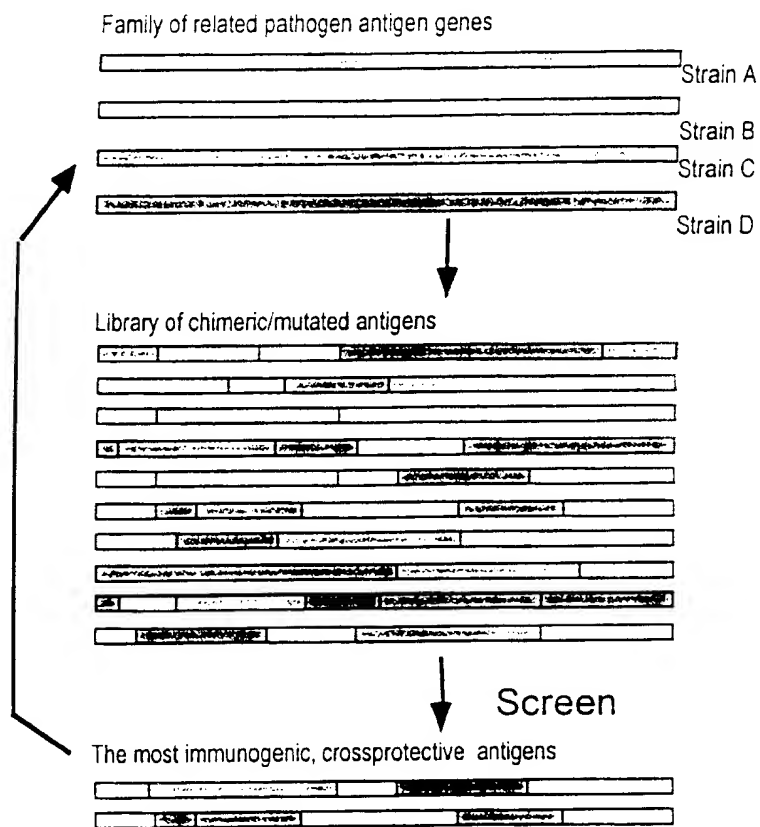 Family of related pathogen antigen genes
Strain A
Strain B
Strain C
Strain D
Library of chimeric/mutated antigens
Screen
The most immunogenic, crossprotective antigens